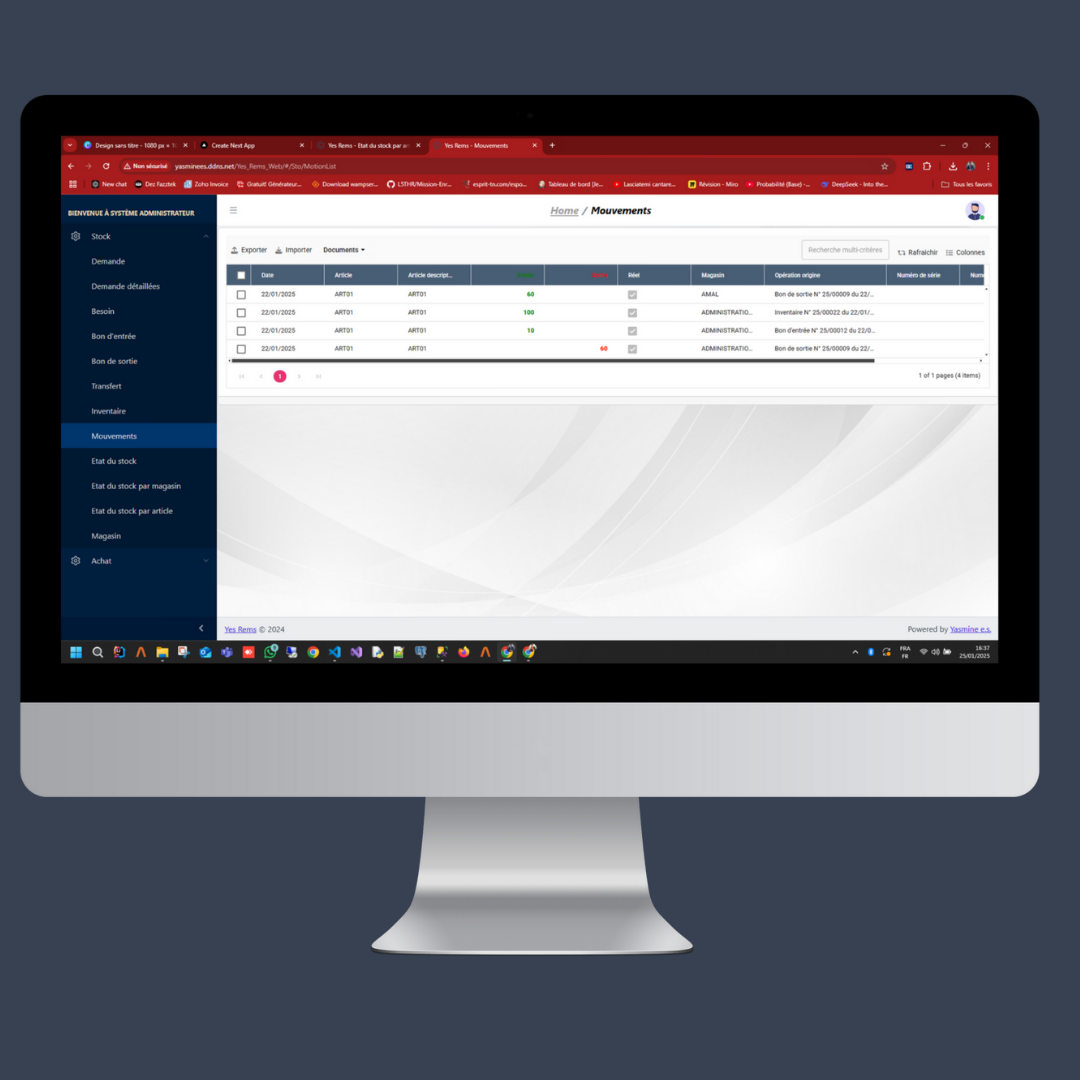 Design sans titre - 1080 px × 1(
Create Next App
Yes Rems - Etat du stock par ar
Yes Rems - Mouvements
Non sécurisé yasminees.ddns.net/Yes_Rems_Web/#/Sto/MotionList
New chat
Dez Fazztek
Zoho Invoice
Gratuit! Générateur...
Download wampser...
L5THR/Mission-Enc...
esprit-tn.com/espo...
Tableau de bord (Je...
Lasciatemi cantare...
Révision - Miro
Probabilité (Base) -...
DeepSeek - Into the...
Tous les favoris
BIENVENUE À SYSTÈME ADMINISTRATEUR
Stock
Demande
Demande détaillées
Besoin
Bon d'entrée
Bon de sortie
Transfert
Inventaire
Mouvements
Etat du stock
Etat du stock par magasin
Etat du stock par article
Magasin
Achat
Home / Mouvements
Exporter Importer Documents
Recherche multi-critères Rafraichir Colonnes
Date Article Article descript... Réel Magasin Opération origine Numéro de série Num
22/01/2025 ART01 ART01 60 AMAL Bon de sortie N° 25/00009 du 22/...
22/01/2025 ART01 ART01 100 ADMINISTRATIO... Inventaire N° 25/00022 du 22/01/...
22/01/2025 ART01 ART01 10 ADMINISTRATIO... Bon d'entrée N° 25/00012 du 22/0...
22/01/2025 ART01 ART01 60 ADMINISTRATIO... Bon de sortie N° 25/00009 du 22/...
1
1 of 1 pages (4 items)
Yes Rems © 2024
Powered by Yasmine e.s.
FRA
FR
16:37
25/01/2025